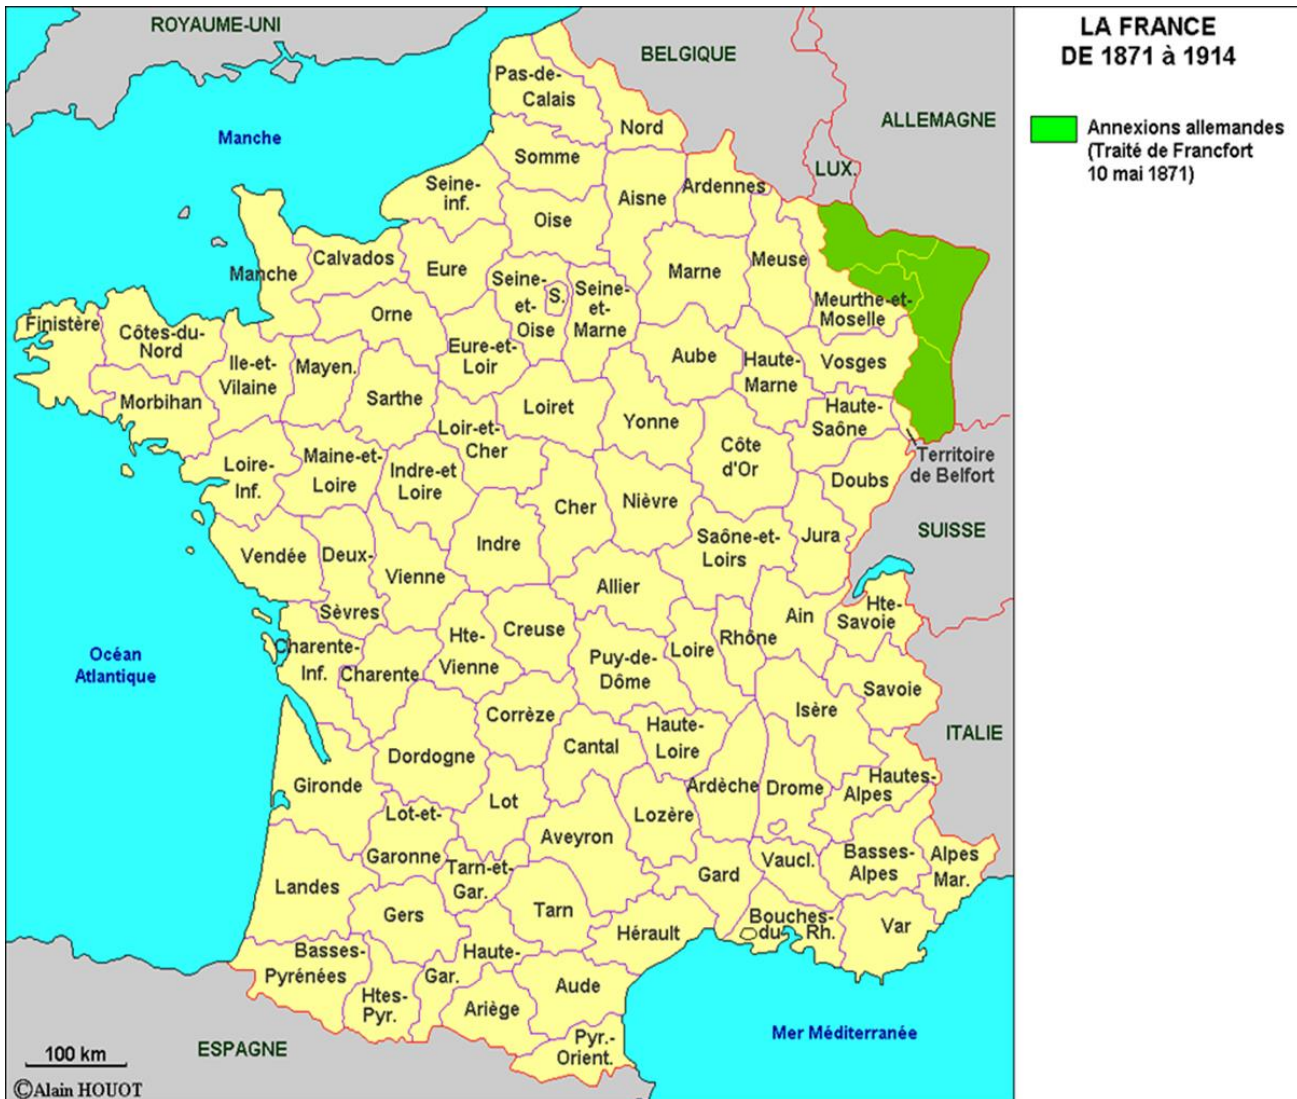 ROYAUME-UNI
BELGIQUE
LA FRANCE
DE 1871 à 1914
ALLEMAGNE
Annexions allemandes
(Traité de Francfort
10 mai 1871)
Manche
LUX.
Pas-de-
Calais
Nord
Somme
Seine-
inf.
Aisne
Ardennes
Oise
Manche
Calvados
Eure
Seine-
et-
Oise
S.
Seine-
et-
Marne
Marne
Meuse
Meurthe-et-
Moselle
Finistère
Côtes-du-
Nord
Orne
Ile-et-
Vilaine
Mayen.
Eure-et-
Loir
Aube
Haute-
Marne
Vosges
Morbihan
Sarthe
Loiret
Yonne
Haute-
Saône
Loir-et-
Cher
Côte
d'Or
Territoire
de Belfort
Loire-
Inf.
Maine-et-
Loire
Indre-et
Loire
Cher
Nièvre
Doubs
SUISSE
Vendée
Deux-
Sèvres
Vienne
Indre
Saône-et-
Loirs
Jura
Allier
Ain
Hte-
Savoie
Océan
Atlantique
Charente-
Inf.
Charente
Hte-
Vienne
Creuse
Puy-de-
Dôme
Loire
Rhône
Savoie
Isère
ITALIE
Corrèze
Dordogne
Cantal
Haute-
Loire
Gironde
Lot
Ardèche
Drome
Hautes-
Alpes
Lot-et-
Garonne
Aveyron
Lozère
Landes
Tarn-et-
Gar.
Gard
Vaucl.
Basses-
Alpes
Alpes
Mar.
Gers
Tarn
Hérault
Bouches-
du-
Rh.
Var
Basses-
Pyrénées
Htes-
Pyr.
Haute-
Gar.
Ariège
Aude
Pyr.-
Orient.
Mer Méditerranée
ESPAGNE
100 km
©Alain HOUOT